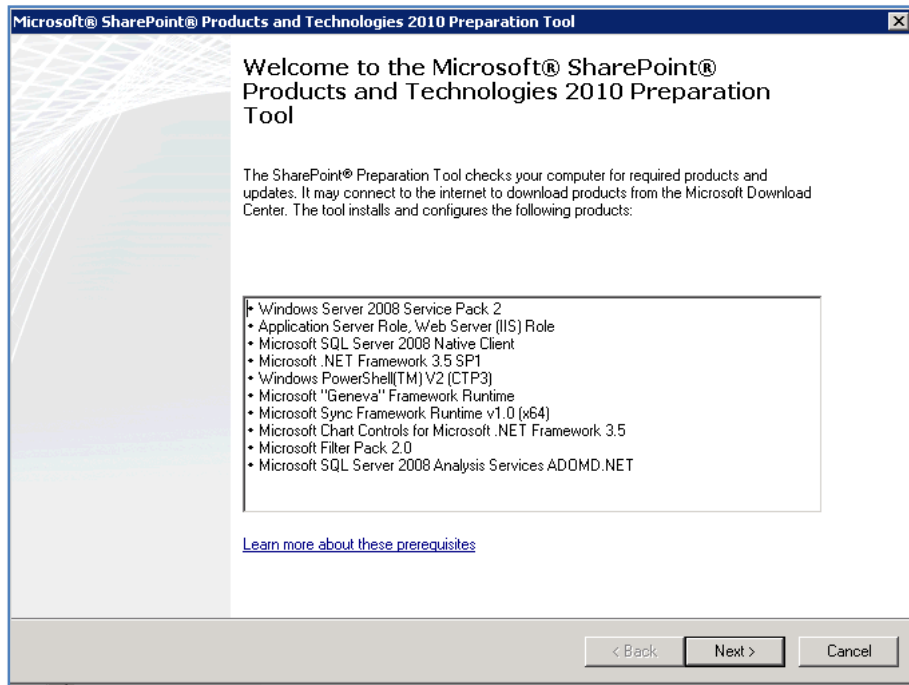 Microsoft® SharePoint® Products and Technologies 2010 Preparation Tool
Welcome to the Microsoft® SharePoint®
Products and Technologies 2010 Preparation
Tool
The SharePoint® Preparation Tool checks your computer for required products and
updates. It may connect to the internet to download products from the Microsoft Download
Center. The tool installs and configures the following products:
• Windows Server 2008 Service Pack 2
• Application Server Role, Web Server (IIS) Role
• Microsoft SQL Server 2008 Native Client
• Microsoft .NET Framework 3.5 SP1
• Windows PowerShell(TM) V2 (CTP3)
• Microsoft "Geneva" Framework Runtime
• Microsoft Sync Framework Runtime v1.0 (x64)
• Microsoft Chart Controls for Microsoft .NET Framework 3.5
• Microsoft Filter Pack 2.0
• Microsoft SQL Server 2008 Analysis Services ADOMD.NET
Learn more about these prerequisites
< Back
Next >
Cancel